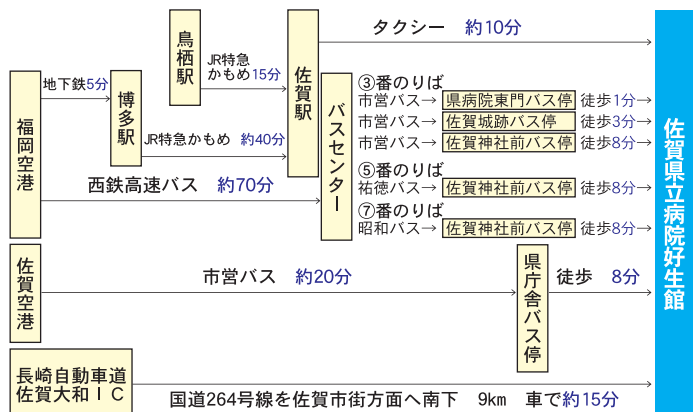 タクシー 約10分
鳥栖駅
JR特急
かもめ 15分
佐賀駅
福岡空港
地下鉄5分
博多駅
JR特急かもめ 約40分
西鉄高速バス 約70分
バスセンター
③番のりば
市営バス→ 県病院東門バス停 徒歩1分→
市営バス→ 佐賀城跡バス停 徒歩3分→
市営バス→ 佐賀神社前バス停 徒歩8分→
⑤番のりば
祐徳バス→ 佐賀神社前バス停 徒歩8分→
⑦番のりば
昭和バス→ 佐賀神社前バス停 徒歩8分→
佐賀空港
市営バス 約20分
県庁舎バス停
徒歩 8分
長崎自動車道
佐賀大和IC
国道264号線を佐賀市街方面へ南下 9km 車で約15分
佐賀県立病院好生館